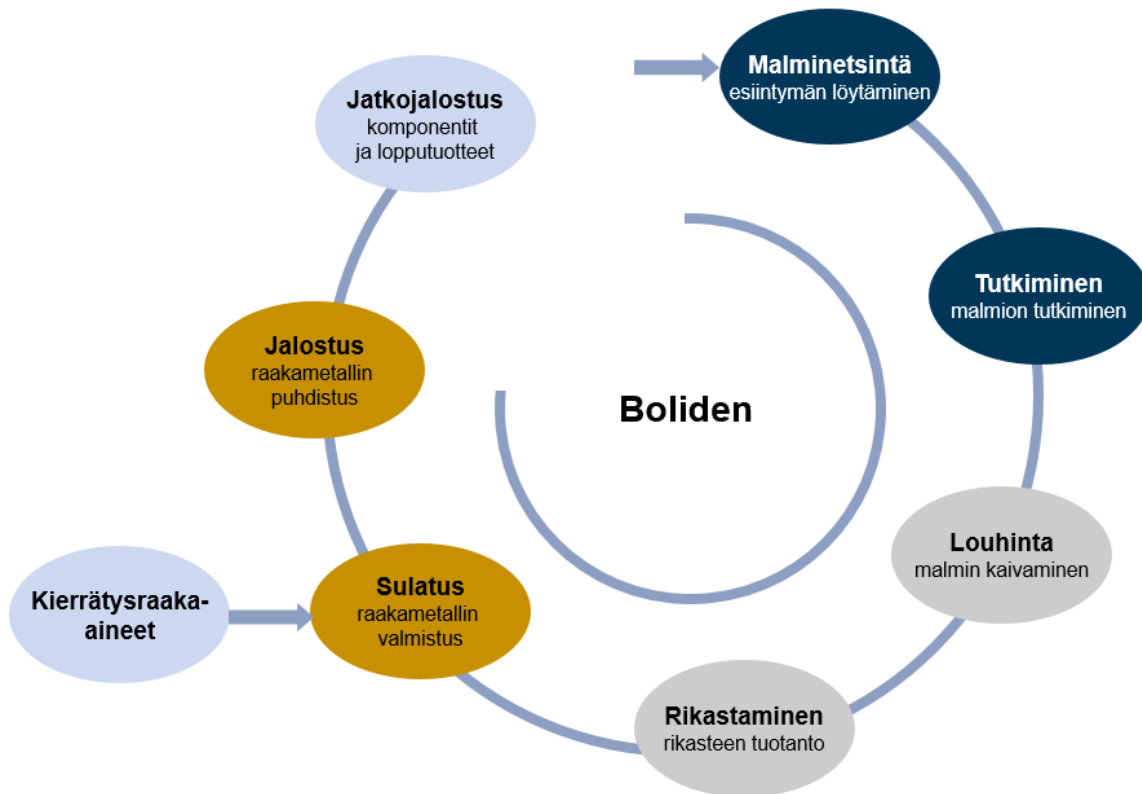 Malminetsintä
esiintymän löytäminen
Tutkiminen
malmion tutkiminen
Louhinta
malmin kaivaminen
Rikastaminen
rikasteen tuotanto
Sulatus
raakametallin
valmistus
Kierrätysraaka-
aineet
Jalostus
raakametallin
puhdistus
Jatkojalostus
komponentit
ja lopputuotteet
Boliden